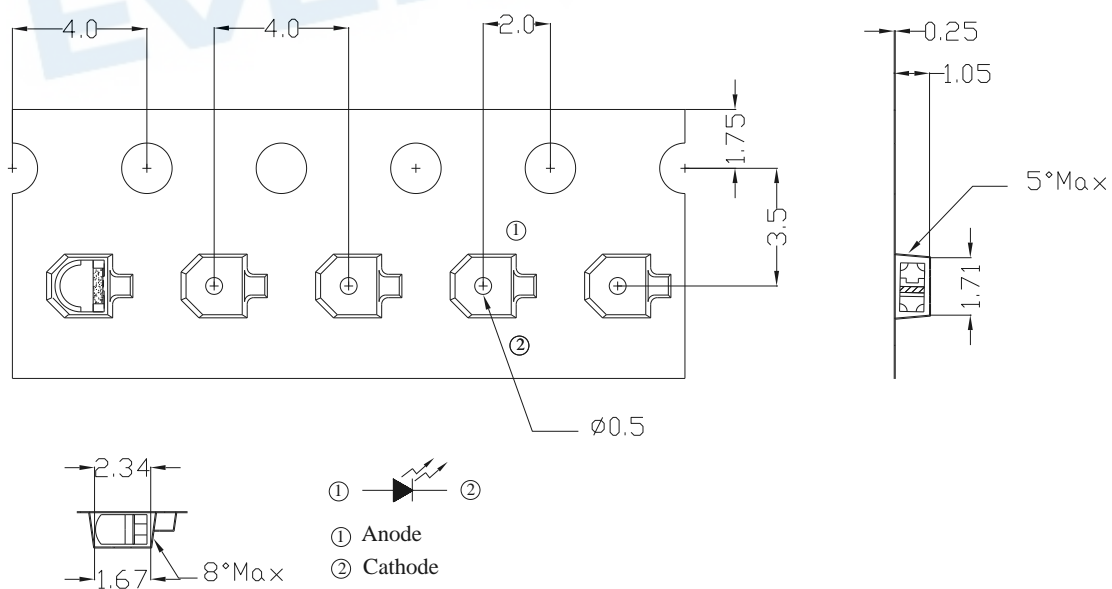 EVER
4.0 4.0 2.0 0.25
1.05
1.75
5°Max
3.5
①
1.71
②
ø0.5
2.34
① ②
① Anode
8°Max
1.67 ② Cathode